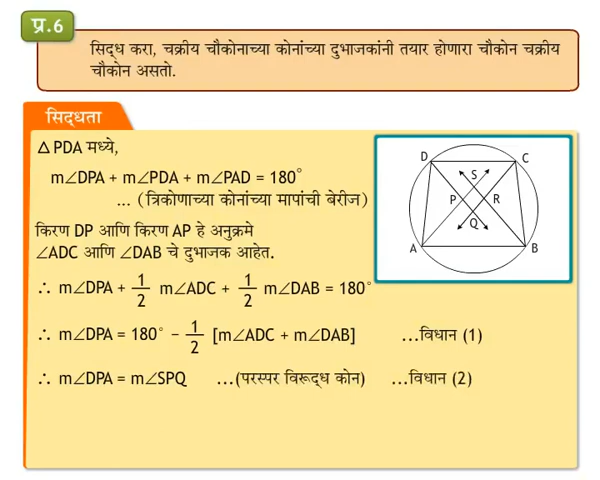 प्र.6
सिद्ध करा, चक्रीय चौकोनाच्या कोनांच्या दुभाजकांनी तयार होणारा चौकोन चक्रीय
चौकोन असतो.
सिद्धता
△ PDA मध्ये,
m∠DPA + m∠PDA + m∠PAD = 180°
... (त्रिकोणाच्या कोनांच्या मापांची बेरीज)
किरण DP आणि किरण AP हे अनुक्रमे
∠ADC आणि ∠DAB चे दुभाजक आहेत.
∴ m∠DPA + 1/2 m∠ADC + 1/2 m∠DAB = 180°
∴ m∠DPA = 180° − 1/2 [m∠ADC + m∠DAB] ...विधान (1)
∴ m∠DPA = m∠SPQ ...(परस्पर विरूद्ध कोन) ...विधान (2)
D C
S
P R
Q
A B